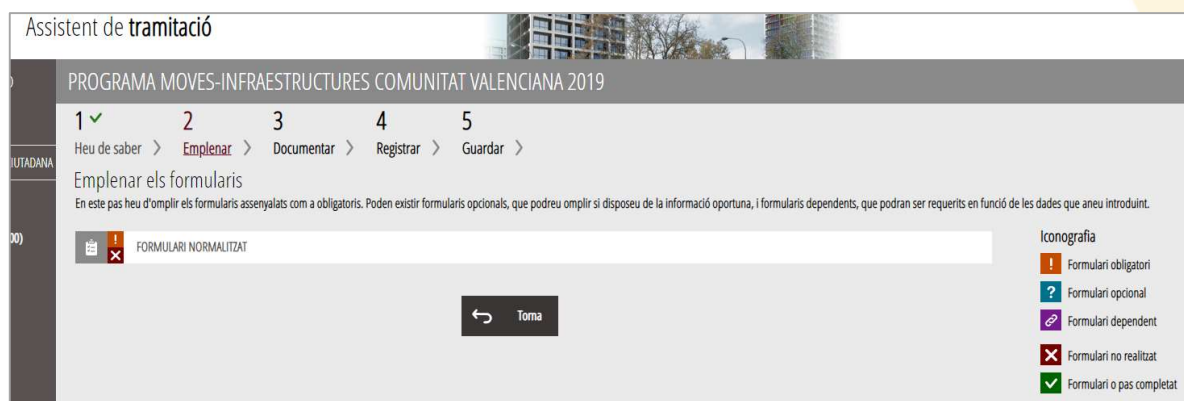 Assistent de tramitació
PROGRAMA MOVES-INFRAESTRUCTURES COMUNITAT VALENCIANA 2019
1 2 3 4 5
Heu de saber > Emplenar > Documentar > Registrar > Guardar >
IUTADANA
Emplenar els formularis
En este pas heu d'omplir els formularis assenyalats com a obligatoris. Poden existir formularis opcionals, que podreu omplir si disposeu de la informació oportuna, i formularis dependents, que podran ser requerits en funció de les dades que aneu introduint.
00)
FORMULARI NORMALITZAT
Iconografia
! Formulari obligatori
? Formulari opcional
Formulari dependent
Formulari no realitzat
Formulari o pas completat
Torna